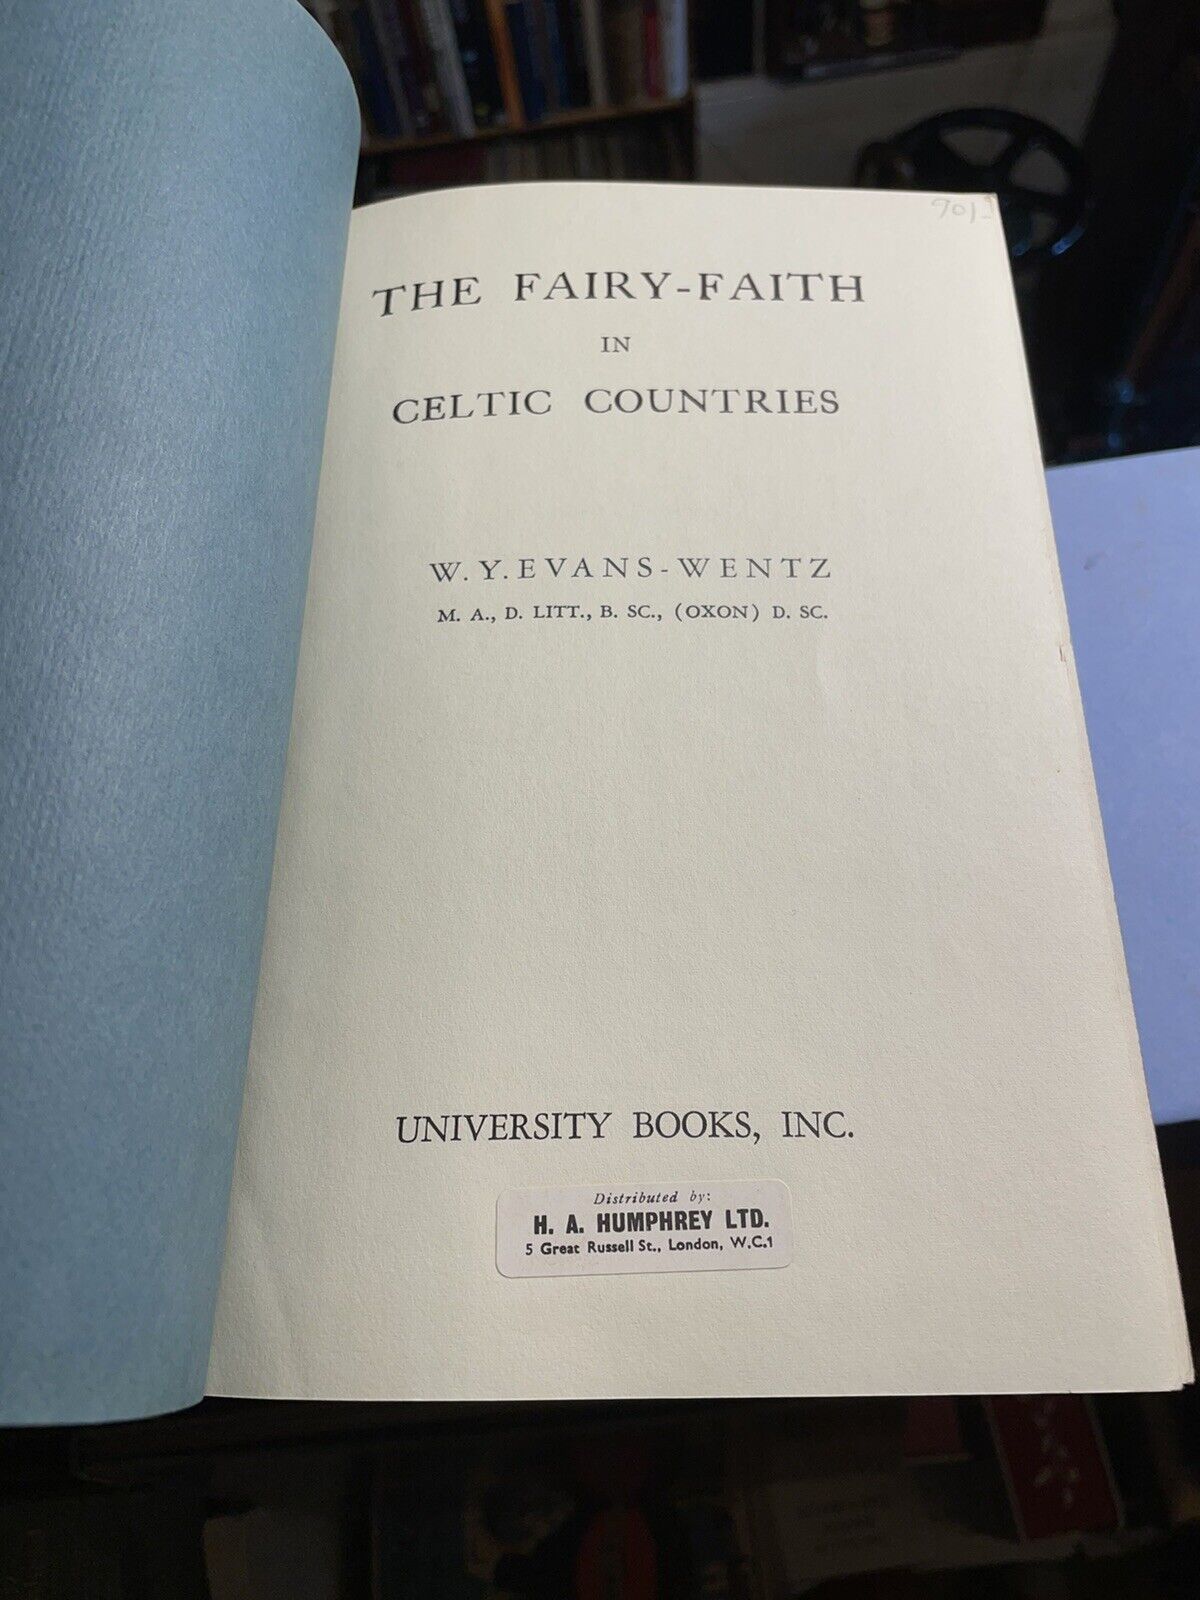 90/-
THE FAIRY-FAITH
IN
CELTIC COUNTRIES
W. Y. EVANS-WENTZ
M. A., D. LITT., B. SC., (OXON) D. SC.
UNIVERSITY BOOKS, INC.
Distributed by:
H. A. HUMPHREY LTD.
5 Great Russell St., London, W.C.1